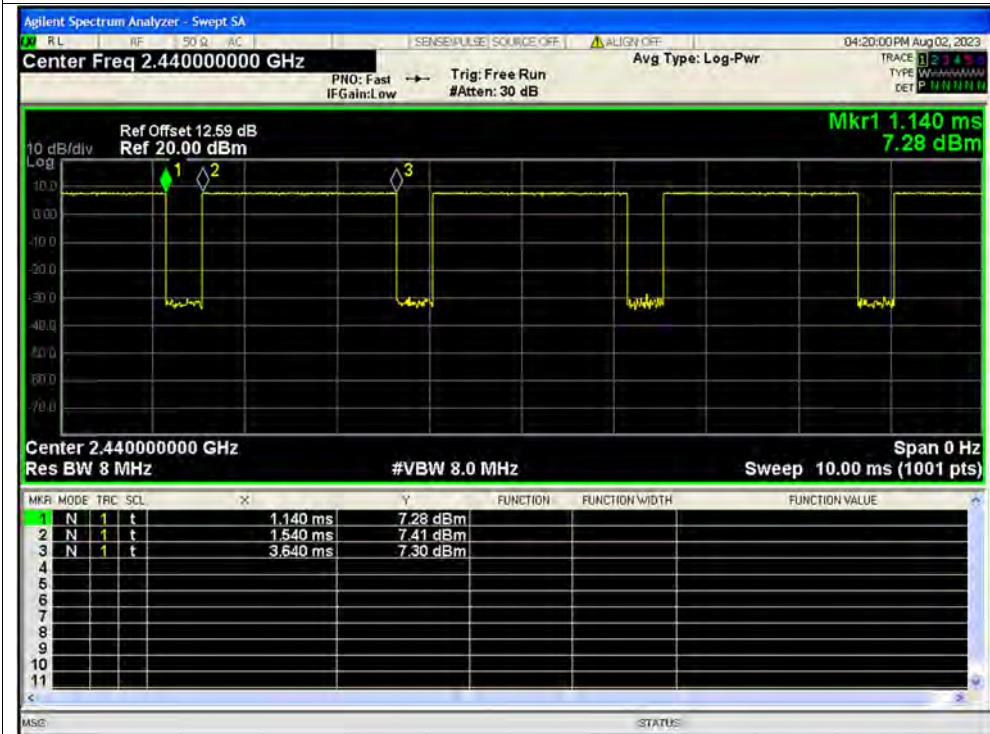 Agilent Spectrum Analyzer - Swept SA
RL RF 50 Ω AC SENSE:PULSE SOURCE OFF ALIGN OFF 04:20:00 PM Aug 02, 2023
Center Freq 2.440000000 GHz Avg Type: Log-Pwr TRACE 1 2 3 4 5 6
PNO: Fast Trig: Free Run TYPE W
IFGain:Low #Atten: 30 dB DET P N N N N N
Mkr1 1.140 ms
Ref Offset 12.59 dB
10 dB/div Ref 20.00 dBm 7.28 dBm
Log
1 2 3
10.0
0.00
-10.0
-20.0
-30.0
-40.0
-50.0
-60.0
-70.0
Center 2.440000000 GHz Span 0 Hz
Res BW 8 MHz #VBW 8.0 MHz Sweep 10.00 ms (1001 pts)
MKR MODE TRC SCL X Y FUNCTION FUNCTION WIDTH FUNCTION VALUE
1 N 1 t 1.140 ms 7.28 dBm
2 N 1 t 1.540 ms 7.41 dBm
3 N 1 t 3.640 ms 7.30 dBm
4
5
6
7
8
9
10
11
MSG STATUS